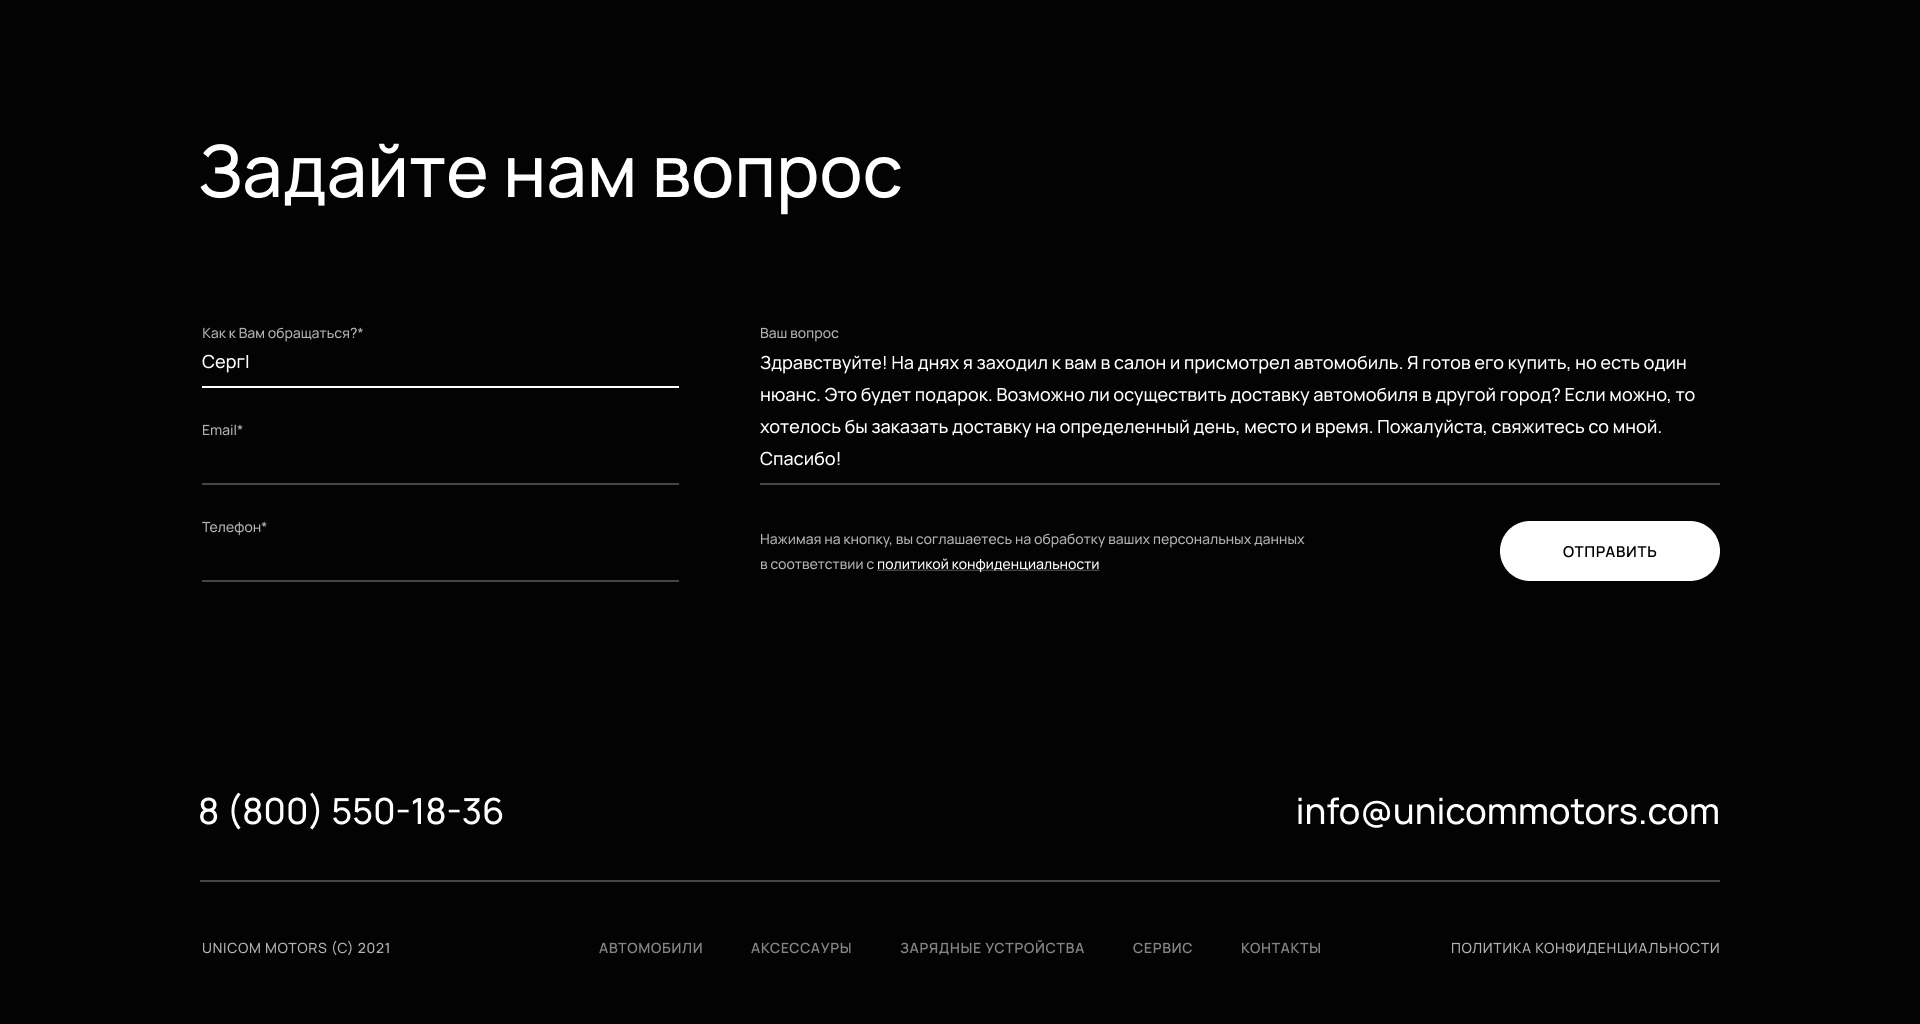 Задайте нам вопрос
Как к Вам обращаться?*
Серг|
Email*
Телефон*
Ваш вопрос
Здравствуйте! На днях я заходил к вам в салон и присмотрел автомобиль. Я готов его купить, но есть один
нюанс. Это будет подарок. Возможно ли осуществить доставку автомобиля в другой город? Если можно, то
хотелось бы заказать доставку на определенный день, место и время. Пожалуйста, свяжитесь со мной.
Спасибо!
Нажимая на кнопку, вы соглашаетесь на обработку ваших персональных данных
в соответствии с политикой конфиденциальности
ОТПРАВИТЬ
8 (800) 550-18-36
info@unicommotors.com
UNICOM MOTORS (C) 2021
АВТОМОБИЛИ
АКСЕССАУРЫ
ЗАРЯДНЫЕ УСТРОЙСТВА
СЕРВИС
КОНТАКТЫ
ПОЛИТИКА КОНФИДЕНЦИАЛЬНОСТИ